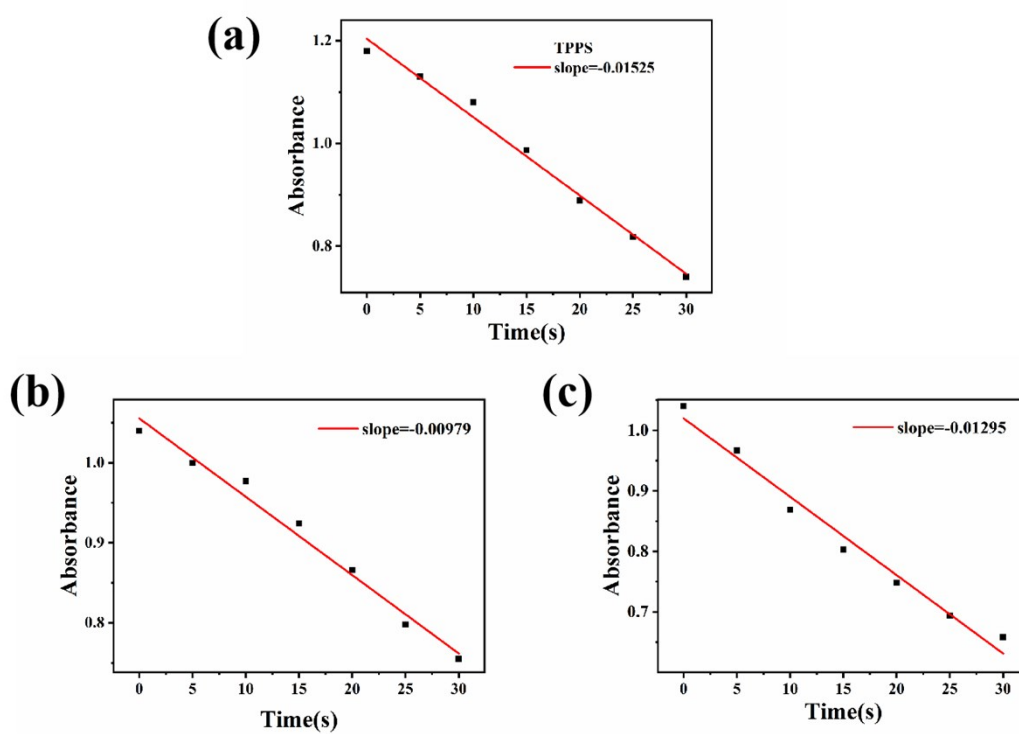 (a)
TPPS
slope=-0.01525
1.2
1.0
0.8
Absorbance
0 5 10 15 20 25 30
Time(s)
(b)
slope=-0.00979
1.0
0.9
0.8
Absorbance
0 5 10 15 20 25 30
Time(s)
(c)
slope=-0.01295
1.0
0.9
0.8
0.7
Absorbance
0 5 10 15 20 25 30
Time(s)